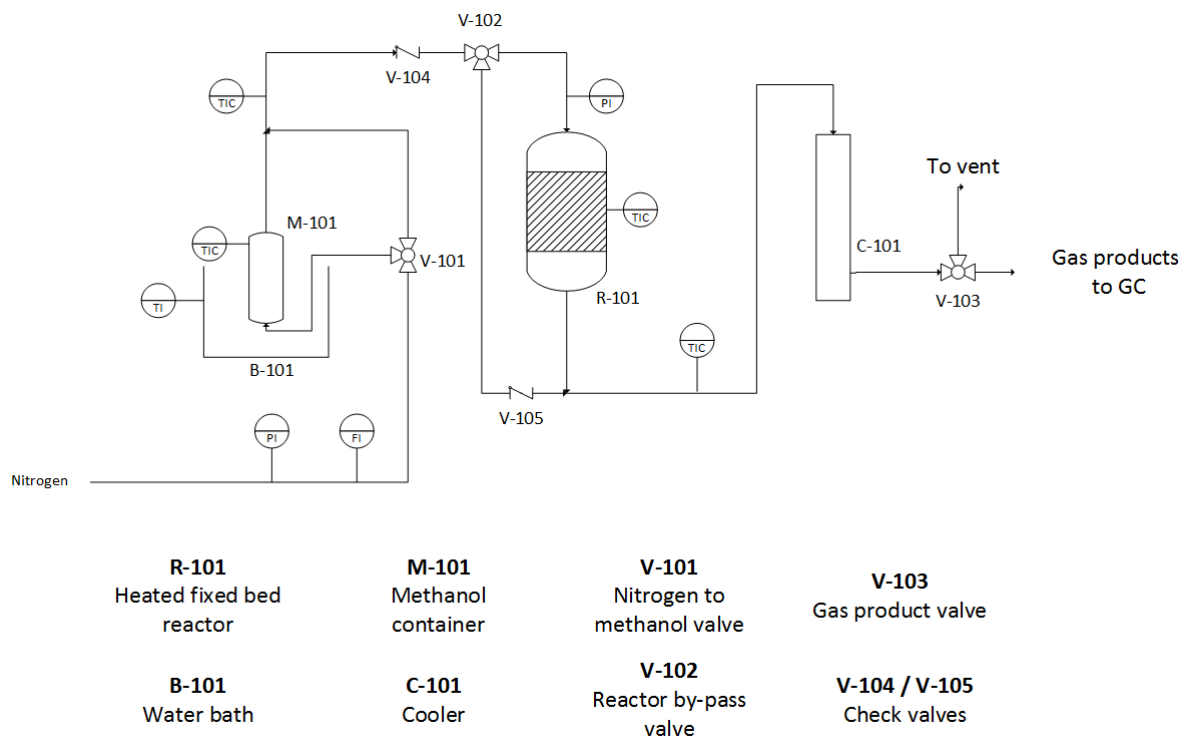 V-102
V-104
TIC
PI
To vent
M-101
TIC
TIC
C-101
Gas products
to GC
V-101
TI
R-101
V-103
TIC
B-101
V-105
PI
FI
Nitrogen
R-101
Heated fixed bed
reactor
M-101
Methanol
container
V-101
Nitrogen to
methanol valve
V-103
Gas product valve
B-101
Water bath
C-101
Cooler
V-102
Reactor by-pass
valve
V-104 / V-105
Check valves